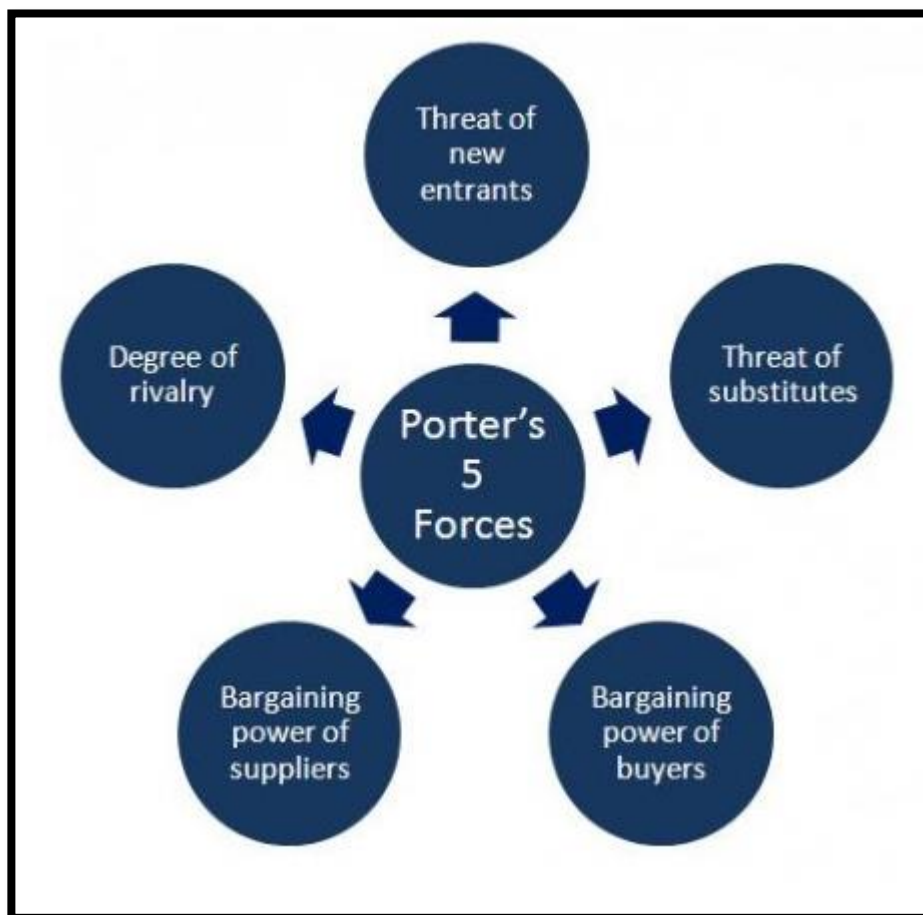 Threat of
new
entrants
Degree of
rivalry
Threat of
substitutes
Porter’s
5
Forces
Bargaining
power of
suppliers
Bargaining
power of
buyers